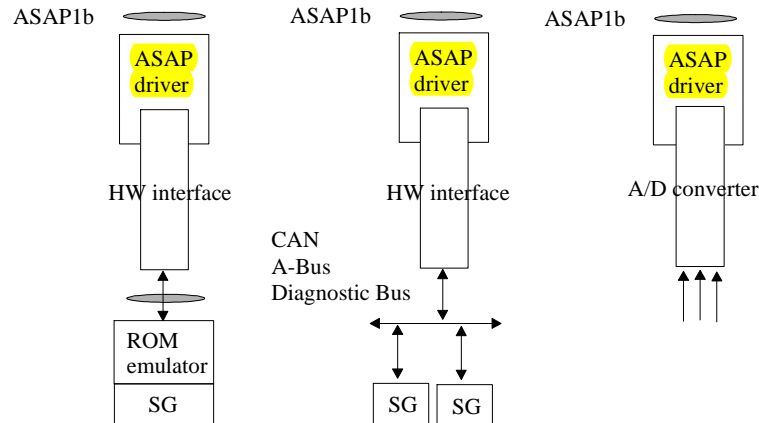 ASAP1b
ASAP
driver
HW interface
ROM
emulator
SG
ASAP1b
ASAP
driver
HW interface
CAN
A-Bus
Diagnostic Bus
SG
SG
ASAP1b
ASAP
driver
A/D converter